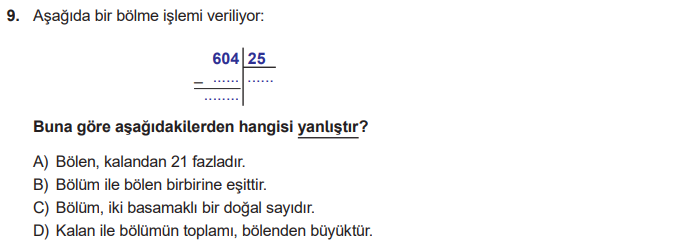 9. Aşağıda bir bölme işlemi veriliyor:
604 25
– ...... ......
........
Buna göre aşağıdakilerden hangisi yanlıştır?
A) Bölen, kalandan 21 fazladır.
B) Bölüm ile bölen birbirine eşittir.
C) Bölüm, iki basamaklı bir doğal sayıdır.
D) Kalan ile bölümün toplamı, bölenden büyüktür.